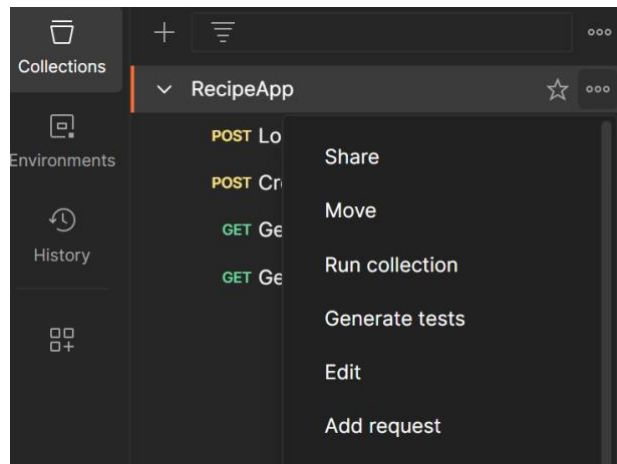 Collections
RecipeApp
Environments
POST Lo
Share
POST Cr
Move
GET Ge
History
Run collection
GET Ge
Generate tests
Edit
Add request